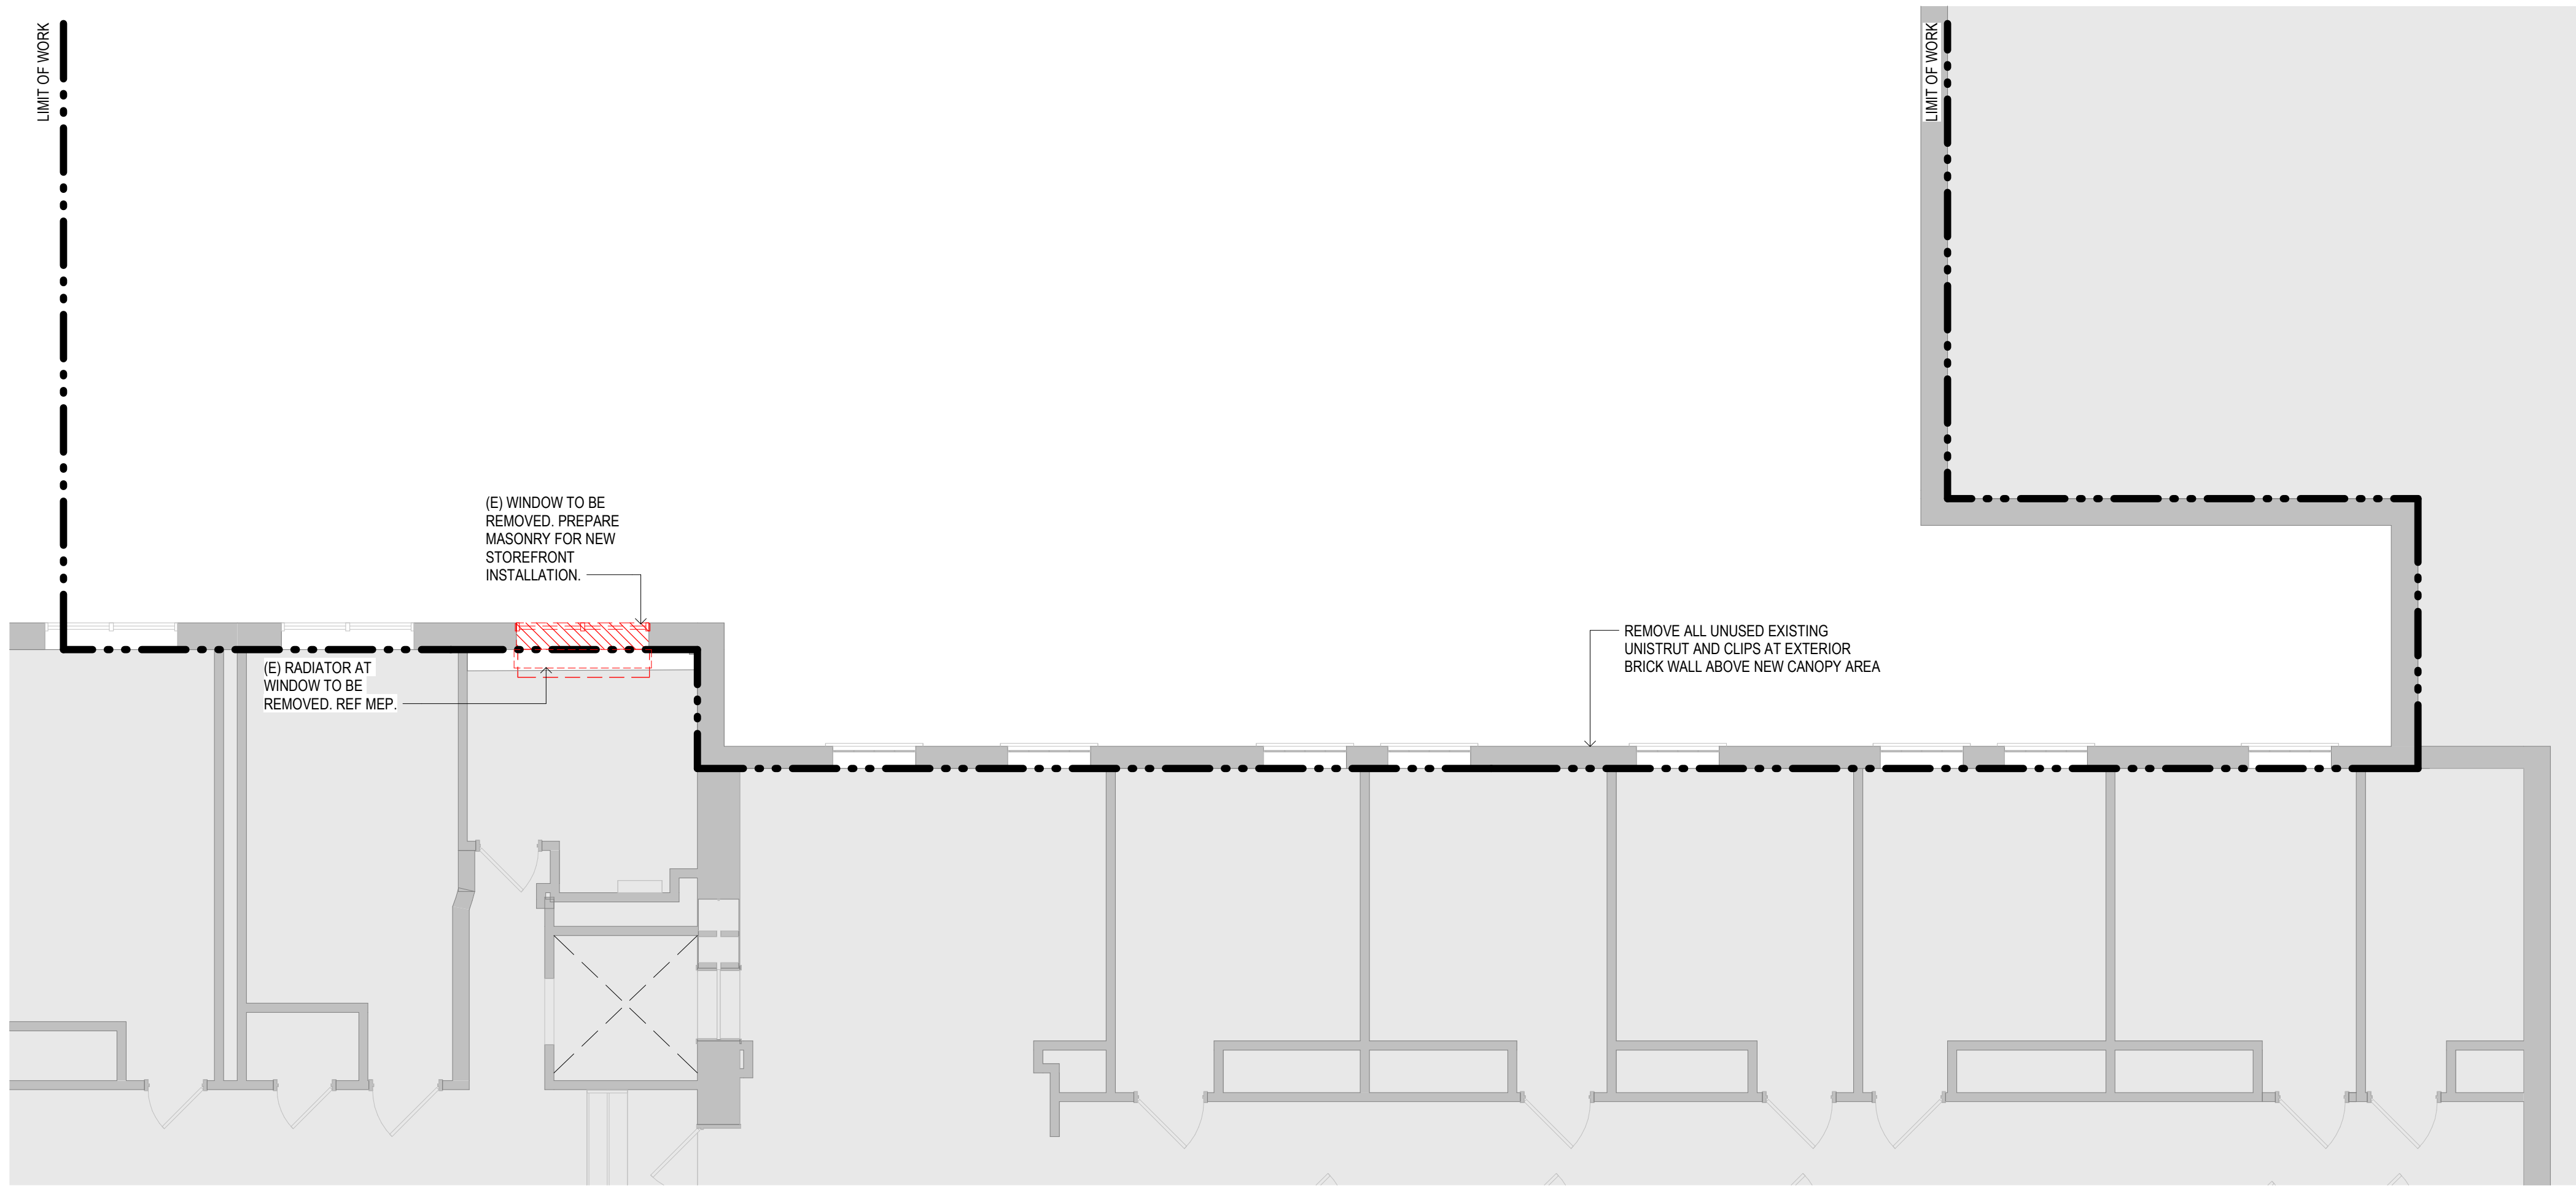 LIMIT OF WORK
LIMIT OF WORK
(E) WINDOW TO BE
REMOVED. PREPARE
MASONRY FOR NEW
STOREFRONT
INSTALLATION.
(E) RADIATOR AT
WINDOW TO BE
REMOVED. REF MEP.
REMOVE ALL UNUSED EXISTING
UNISTRUT AND CLIPS AT EXTERIOR
BRICK WALL ABOVE NEW CANOPY AREA